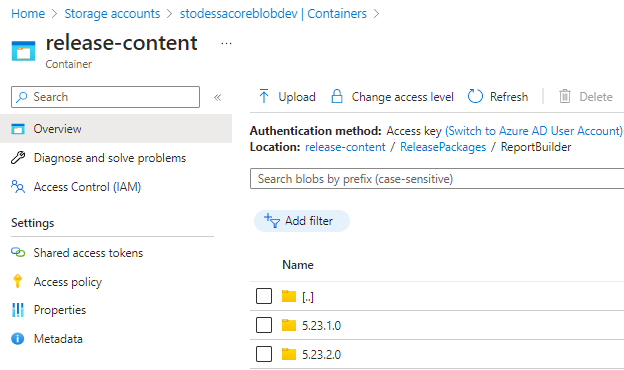 Home > Storage accounts > stodessacoreblobdev | Containers >
release-content ...
Container
Search «
Overview
Diagnose and solve problems
Access Control (IAM)
Settings
Shared access tokens
Access policy
Properties
Metadata
Upload Change access level Refresh Delete
Authentication method: Access key (Switch to Azure AD User Account)
Location: release-content / ReleasePackages / ReportBuilder
Search blobs by prefix (case-sensitive)
Add filter
Name
[..]
5.23.1.0
5.23.2.0